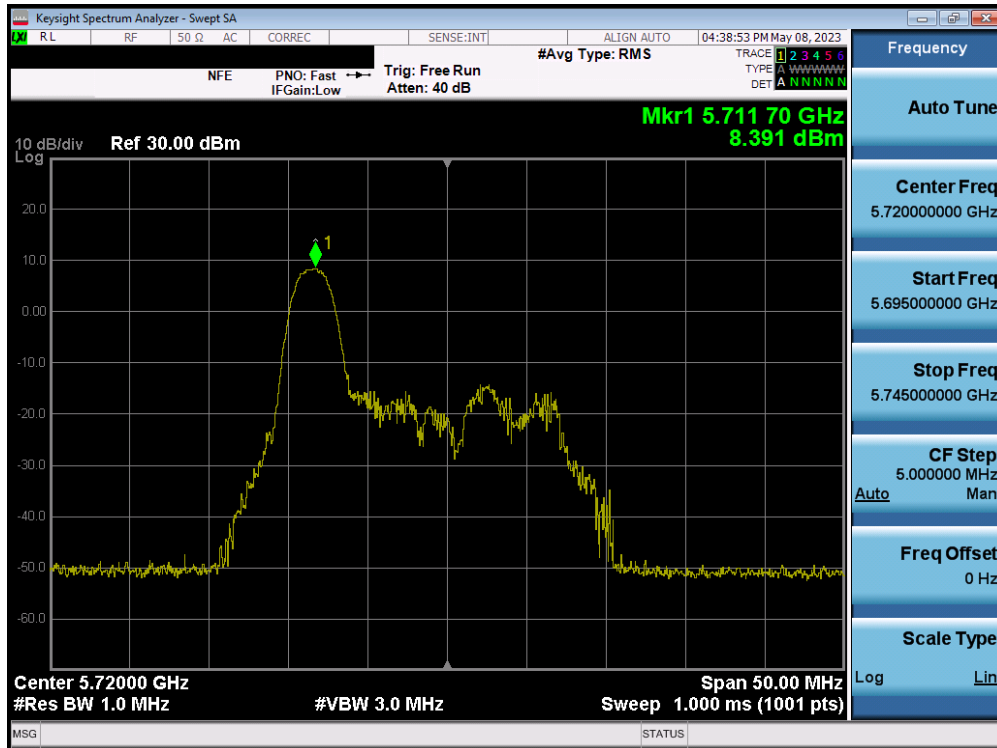 Keysight Spectrum Analyzer - Swept SA
LXI RL RF 50 Ω AC CORREC SENSE:INT ALIGN AUTO 04:38:53 PM May 08, 2023
NFE PNO: Fast Trig: Free Run #Avg Type: RMS TRACE 1 2 3 4 5 6
IFGain:Low Atten: 40 dB TYPE A WWWWW
DET A N N N N N
Mkr1 5.711 70 GHz
8.391 dBm
10 dB/div Ref 30.00 dBm
Log
20.0
1
10.0
0.00
-10.0
-20.0
-30.0
-40.0
-50.0
-60.0
Center 5.72000 GHz Span 50.00 MHz
#Res BW 1.0 MHz #VBW 3.0 MHz Sweep 1.000 ms (1001 pts)
MSG STATUS
Frequency
Auto Tune
Center Freq
5.720000000 GHz
Start Freq
5.695000000 GHz
Stop Freq
5.745000000 GHz
CF Step
5.000000 MHz
Auto Man
Freq Offset
0 Hz
Scale Type
Log Lin